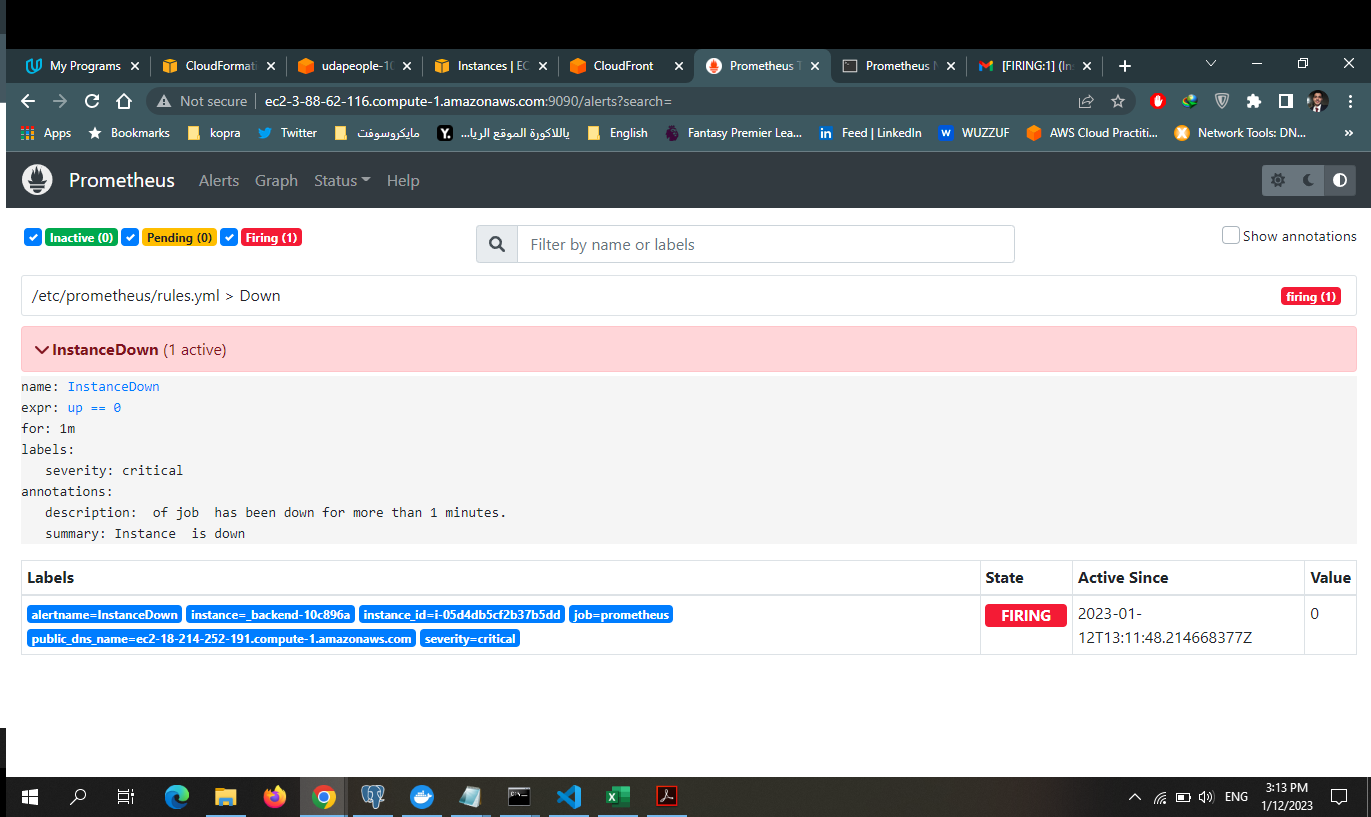 My Programs
CloudFormati
udapeople-10
Instances | EC
CloudFront
Prometheus T
Prometheus M
[FIRING:1] (Ins
Not secure
ec2-3-88-62-116.compute-1.amazonaws.com:9090/alerts?search=
Apps
Bookmarks
kopra
Twitter
مايكروسوفت
ياللاكورة الموقع الريا...
English
Fantasy Premier Lea...
Feed | LinkedIn
WUZZUF
AWS Cloud Practiti...
Network Tools: DN...
»
Prometheus
Alerts
Graph
Status
Help
Inactive (0)
Pending (0)
Firing (1)
Filter by name or labels
Show annotations
/etc/prometheus/rules.yml > Down
firing (1)
InstanceDown (1 active)
name: InstanceDown
expr: up == 0
for: 1m
labels:
severity: critical
annotations:
description:  of job  has been down for more than 1 minutes.
summary: Instance  is down
Labels
State
Active Since
Value
alertname=InstanceDown
instance=_backend-10c896a
instance_id=i-05d4db5cf2b37b5dd
job=prometheus
public_dns_name=ec2-18-214-252-191.compute-1.amazonaws.com
severity=critical
FIRING
2023-01-
12T13:11:48.214668377Z
0
ENG
3:13 PM
1/12/2023